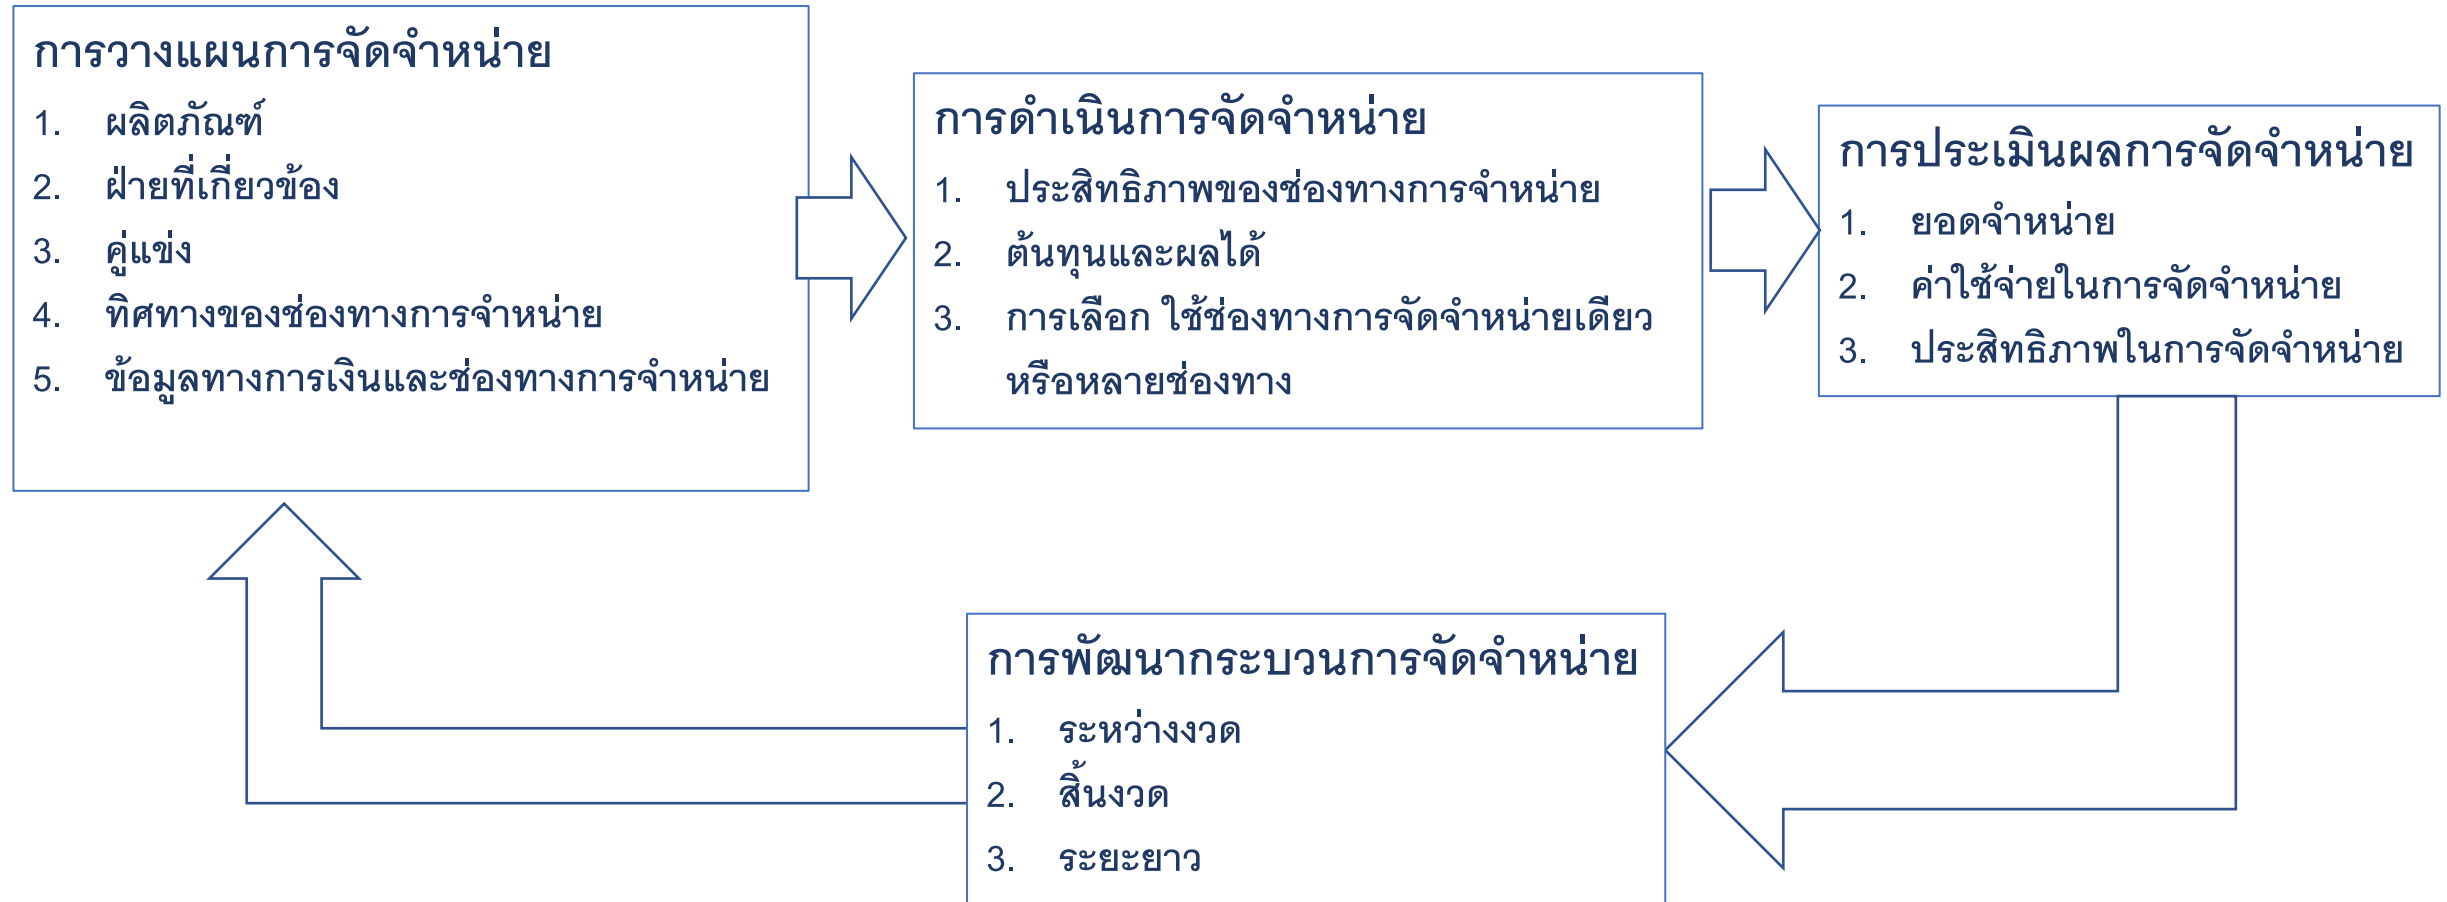 การวางแผนการจัดจำหน่าย
1. ผลิตภัณฑ์
2. ฝ่ายที่เกี่ยวข้อง
3. คู่แข่ง
4. ทิศทางของช่องทางการจำหน่าย
5. ข้อมูลทางการเงินและช่องทางการจำหน่าย
การดำเนินการจัดจำหน่าย
1. ประสิทธิภาพของช่องทางการจำหน่าย
2. ต้นทุนและผลได้
3. การเลือก ใช้ช่องทางการจัดจำหน่ายเดียว
หรือหลายช่องทาง
การประเมินผลการจัดจำหน่าย
1. ยอดจำหน่าย
2. ค่าใช้จ่ายในการจัดจำหน่าย
3. ประสิทธิภาพในการจัดจำหน่าย
การพัฒนากระบวนการจัดจำหน่าย
1. ระหว่างงวด
2. สิ้นงวด
3. ระยะยาว